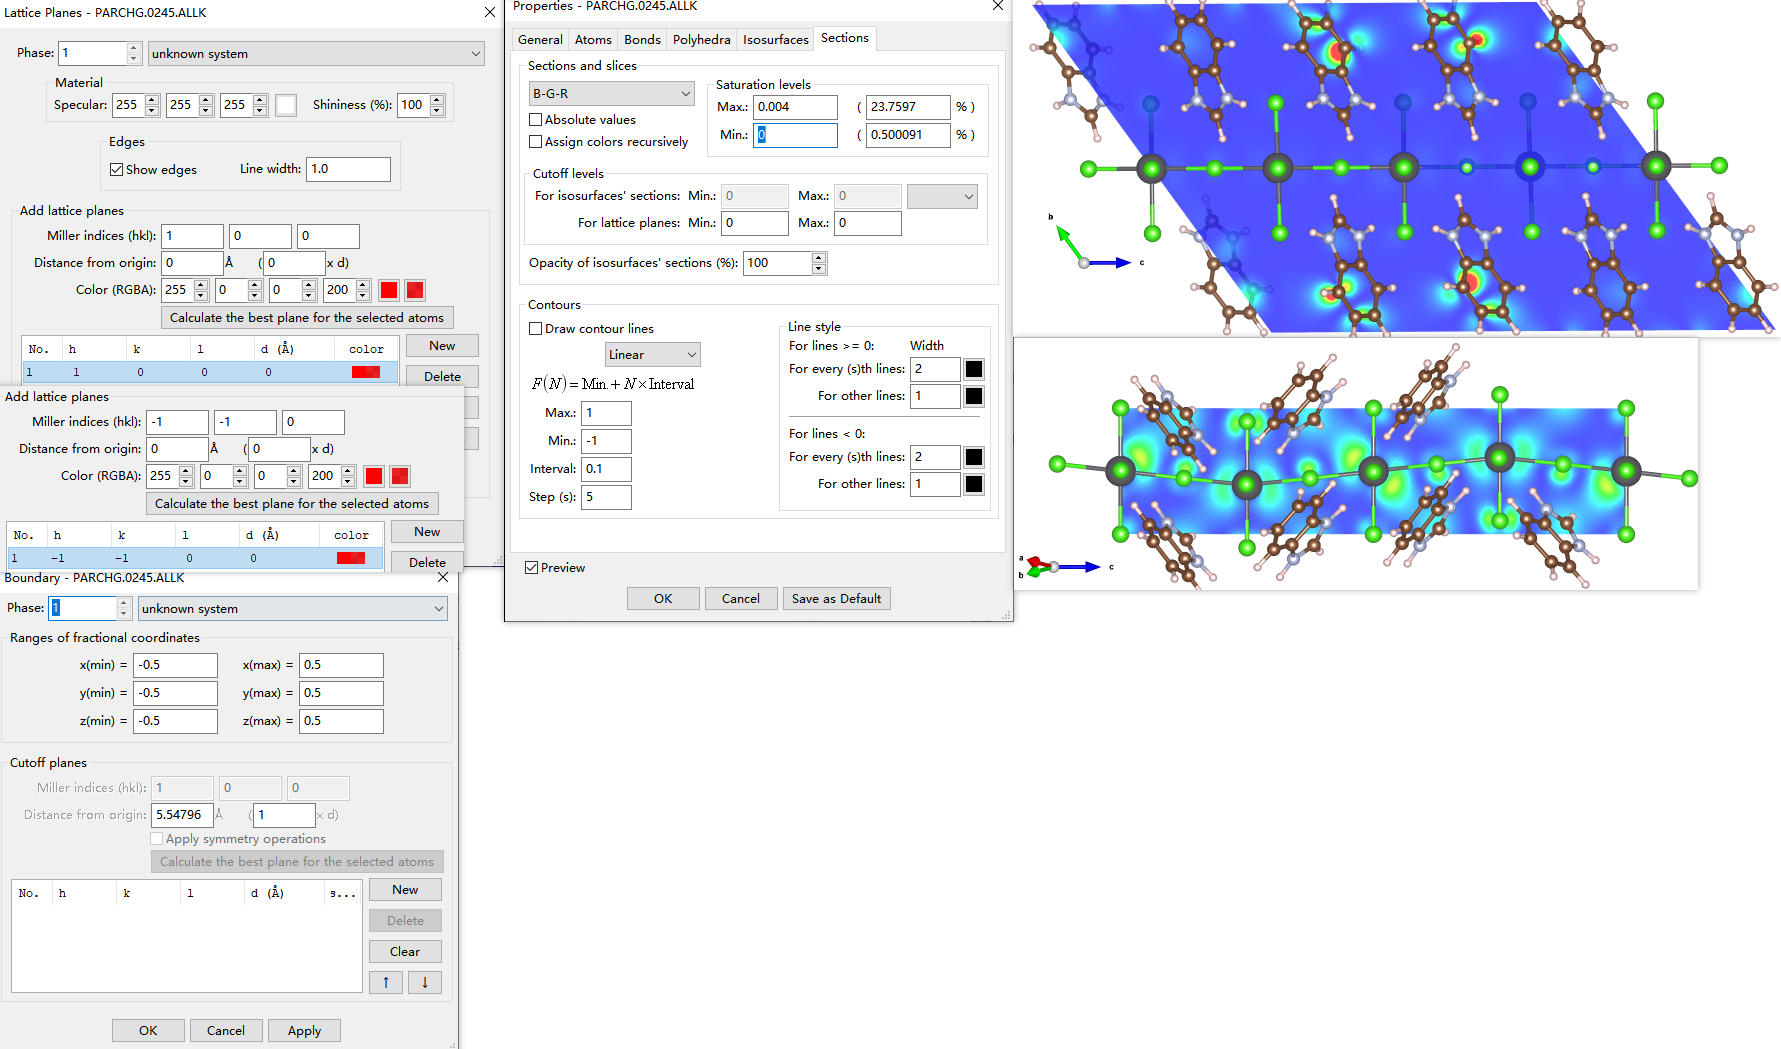 Lattice Planes - PARCHG.0245.ALLK
Phase: 1 unknown system
Material
Specular: 255 255 255 Shininess (%): 100
Edges
Show edges Line width: 1.0
Add lattice planes
Miller indices (hkl): 1 0 0
Distance from origin: 0 Å ( 0 x d)
Color (RGBA): 255 0 0 200
Calculate the best plane for the selected atoms
No. h k l d (Å) color
1 1 0 0 0
New
Delete
Add lattice planes
Miller indices (hkl): -1 -1 0
Distance from origin: 0 Å ( 0 x d)
Color (RGBA): 255 0 0 200
Calculate the best plane for the selected atoms
No. h k l d (Å) color
1 -1 -1 0 0
New
Delete
Boundary - PARCHG.0245.ALLK
Phase: 1 unknown system
Ranges of fractional coordinates
x(min) = -0.5 x(max) = 0.5
y(min) = -0.5 y(max) = 0.5
z(min) = -0.5 z(max) = 0.5
Cutoff planes
Miller indices (hkl): 1 0 0
Distance from origin: 5.54796 Å ( 1 x d)
Apply symmetry operations
Calculate the best plane for the selected atoms
No. h k l d (Å) s...
New
Delete
Clear
↑ ↓
OK Cancel Apply
Properties - PARCHG.0245.ALLK
General Atoms Bonds Polyhedra Isosurfaces Sections
Sections and slices
B-G-R
Absolute values
Assign colors recursively
Saturation levels
Max.: 0.004 ( 23.7597 % )
Min.: 0 ( 0.500091 % )
Cutoff levels
For isosurfaces' sections: Min.: 0 Max.: 0
For lattice planes: Min.: 0 Max.: 0
Opacity of isosurfaces' sections (%): 100
Contours
Draw contour lines
Linear
F(N) = Min. + N × Interval
Max.: 1
Min.: -1
Interval: 0.1
Step (s): 5
Line style
For lines >= 0: Width
For every (s)th lines: 2
For other lines: 1
For lines < 0:
For every (s)th lines: 2
For other lines: 1
Preview
OK Cancel Save as Default
b
c
a
b
c